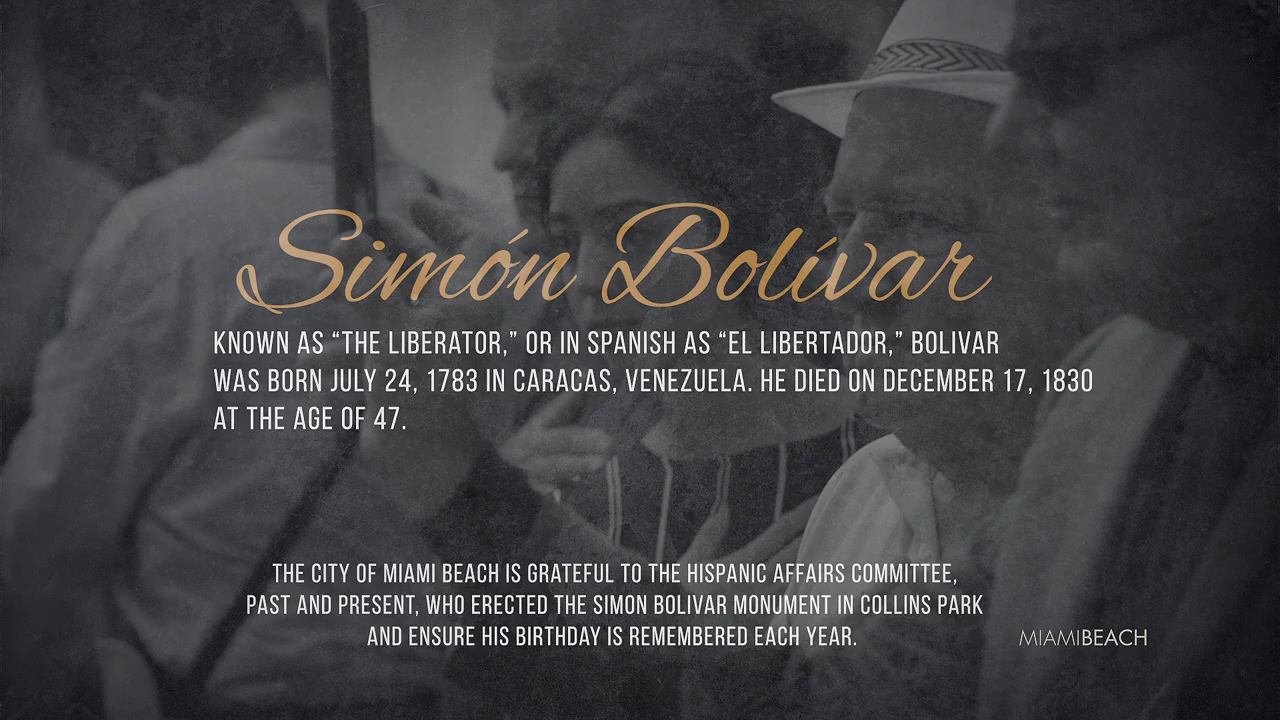 Simón Bolívar
KNOWN AS “THE LIBERATOR,” OR IN SPANISH AS “EL LIBERTADOR,” BOLIVAR
WAS BORN JULY 24, 1783 IN CARACAS, VENEZUELA. HE DIED ON DECEMBER 17, 1830
AT THE AGE OF 47.
THE CITY OF MIAMI BEACH IS GRATEFUL TO THE HISPANIC AFFAIRS COMMITTEE,
PAST AND PRESENT, WHO ERECTED THE SIMON BOLIVAR MONUMENT IN COLLINS PARK
AND ENSURE HIS BIRTHDAY IS REMEMBERED EACH YEAR.
MIAMIBEACH